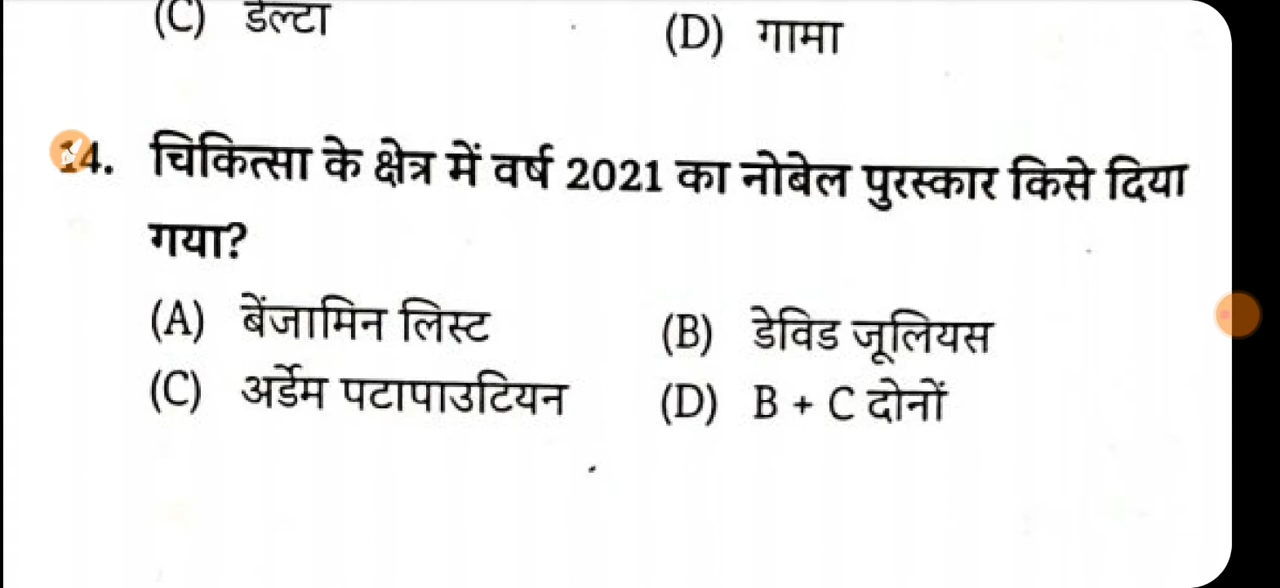 (C) डेल्टा (D) गामा
14. चिकित्सा के क्षेत्र में वर्ष 2021 का नोबेल पुरस्कार किसे दिया
गया?
(A) बेंजामिन लिस्ट (B) डेविड जूलियस
(C) अर्डेम पटापाउटियन (D) B + C दोनों